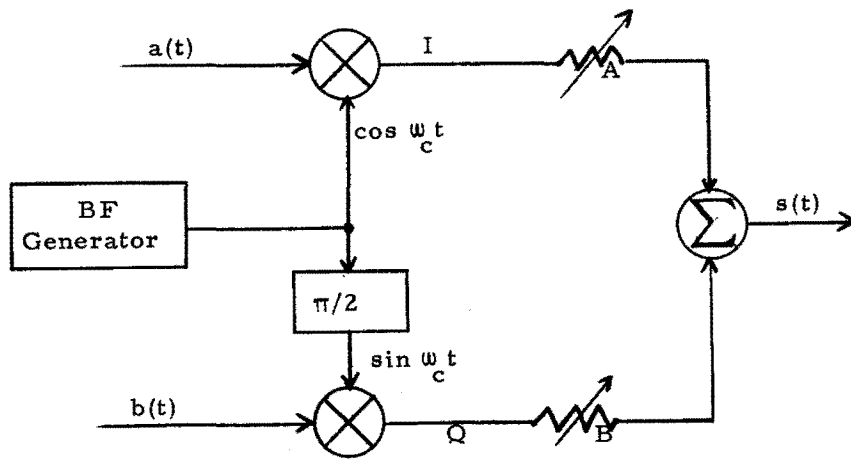 a(t)
I
A
cos ω_c t
BF
Generator
Σ
s(t)
π/2
sin ω_c t
b(t)
Q
B